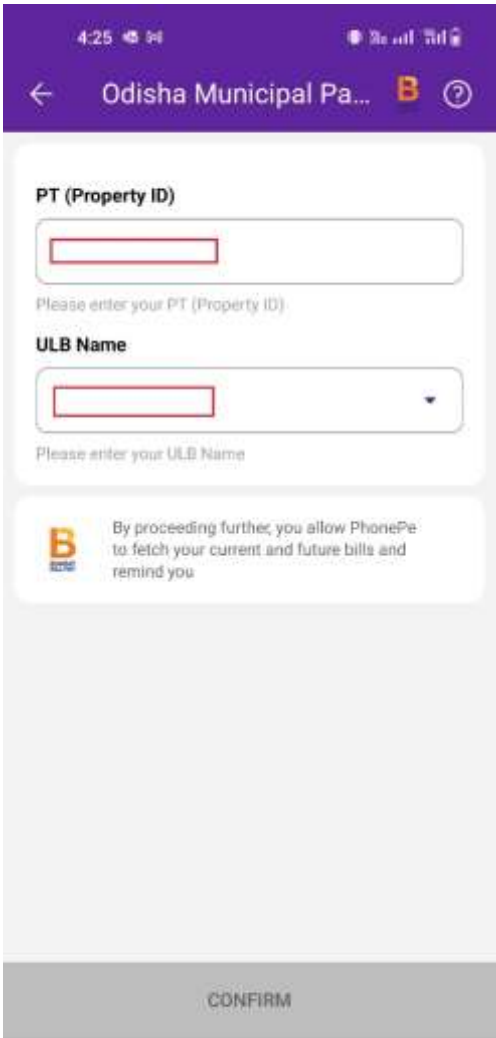 4:25
Odisha Municipal Pa... B
PT (Property ID)
Please enter your PT (Property ID)
ULB Name
Please enter your ULB Name
B
By proceeding further, you allow PhonePe
to fetch your current and future bills and
remind you
CONFIRM